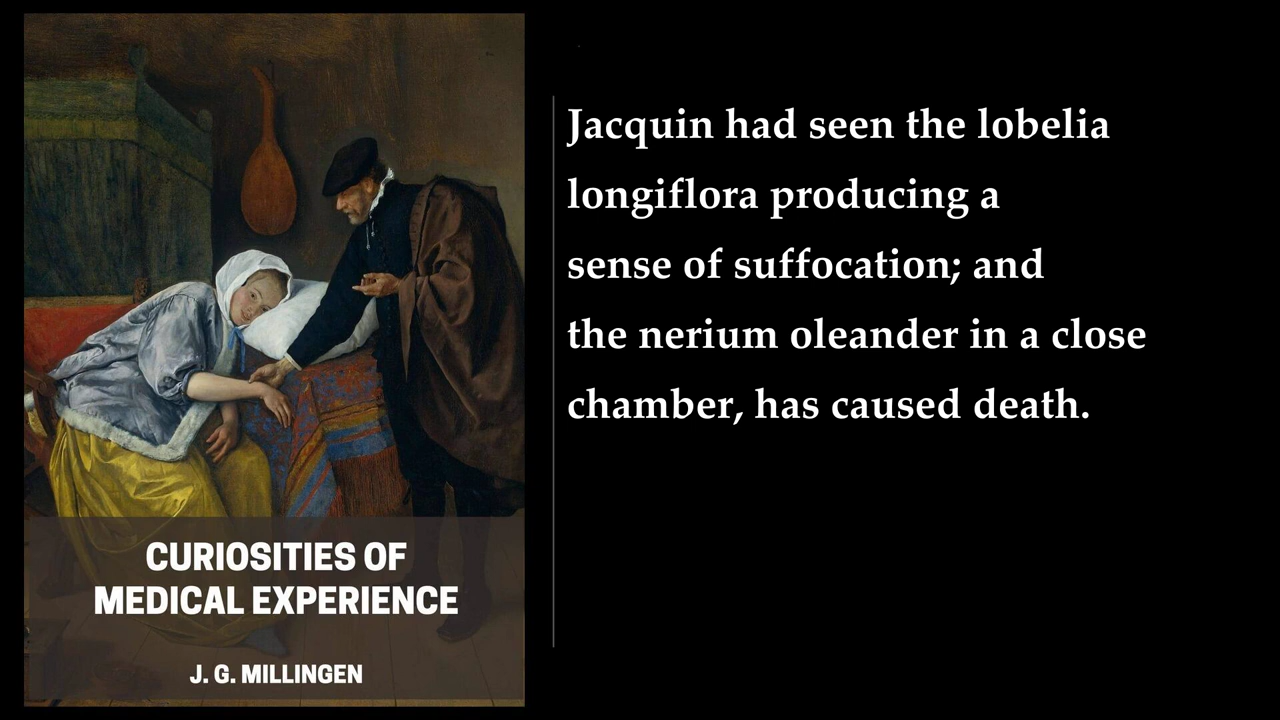 Jacquin had seen the lobelia
longiflora producing a
sense of suffocation; and
the nerium oleander in a close
chamber, has caused death.
CURIOSITIES OF
MEDICAL EXPERIENCE
J. G. MILLINGEN